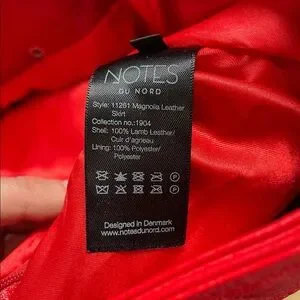 NOTES
DU NORD
Style: 11261 Magnolia Leather
Skirt
Collection no.:1904
Shell: 100% Lamb Leather/
Cuir d'agneau
Lining: 100% Polyester/
Polyester
Designed in Denmark
www.notesdunord.com